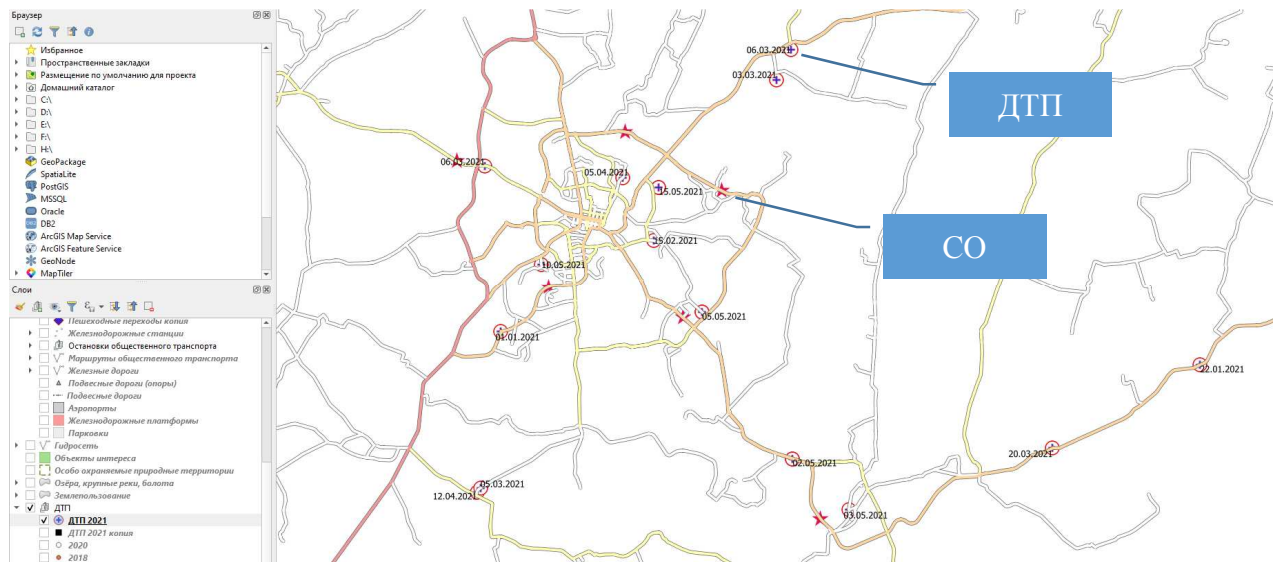 Браузер
Избранное
Пространственные закладки
Размещение по умолчанию для проекта
Домашний каталог
C:\
D:\
E:\
F:\
H:\
GeoPackage
SpatiaLite
PostGIS
MSSQL
Oracle
DB2
ArcGIS Map Service
ArcGIS Feature Service
GeoNode
MapTiler
Слои
Пешеходные переходы копия
Железнодорожные станции
Остановки общественного транспорта
Маршруты общественного транспорта
Железные дороги
Подвесные дороги (опоры)
Подвесные дороги
Аэропорты
Железнодорожные платформы
Парковки
Гидросеть
Объекты интереса
Особо охраняемые природные территории
Озёра, крупные реки, болота
Землепользование
ДТП
ДТП 2021
ДТП 2021 копия
2020
2018
06.03.2021
03.03.2021
ДТП
05.04.2021
15.05.2021
СО
15.02.2021
10.05.2021
05.05.2021
01.01.2021
22.01.2021
20.03.2021
02.05.2021
05.03.2021
12.04.2021
03.05.2021